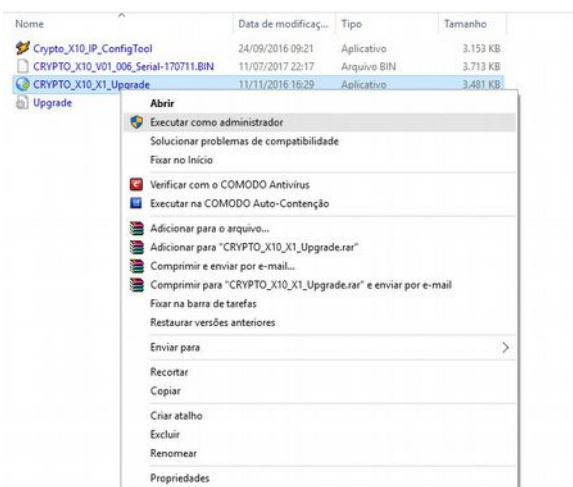 Nome Data de modificaç... Tipo Tamanho
Crypto_X10_IP_ConfigTool 24/09/2016 09:21 Aplicativo 3.153 KB
CRYPTO_X10_V01_006_Serial-170711.BIN 11/07/2017 22:17 Arquivo BIN 3.713 KB
CRYPTO_X10_X1_Upgrade 11/11/2016 16:29 Aplicativo 3.481 KB
Upgrade
Abrir
Executar como administrador
Solucionar problemas de compatibilidade
Fixar no Início
Verificar com o COMODO Antivírus
Executar na COMODO Auto-Contenção
Adicionar para o arquivo...
Adicionar para "CRYPTO_X10_X1_Upgrade.rar"
Comprimir e enviar por e-mail...
Comprimir para "CRYPTO_X10_X1_Upgrade.rar" e enviar por e-mail
Fixar na barra de tarefas
Restaurar versões anteriores
Enviar para
Recortar
Copiar
Criar atalho
Excluir
Renomear
Propriedades